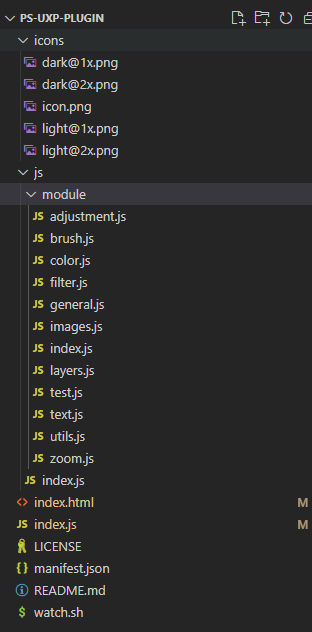 PS-UXP-PLUGIN
icons
dark@1x.png
dark@2x.png
icon.png
light@1x.png
light@2x.png
js
module
JS adjustment.js
JS brush.js
JS color.js
JS filter.js
JS general.js
JS images.js
JS index.js
JS layers.js
JS test.js
JS text.js
JS utils.js
JS zoom.js
JS index.js
<> index.html M
JS index.js M
LICENSE
{} manifest.json
README.md
$ watch.sh